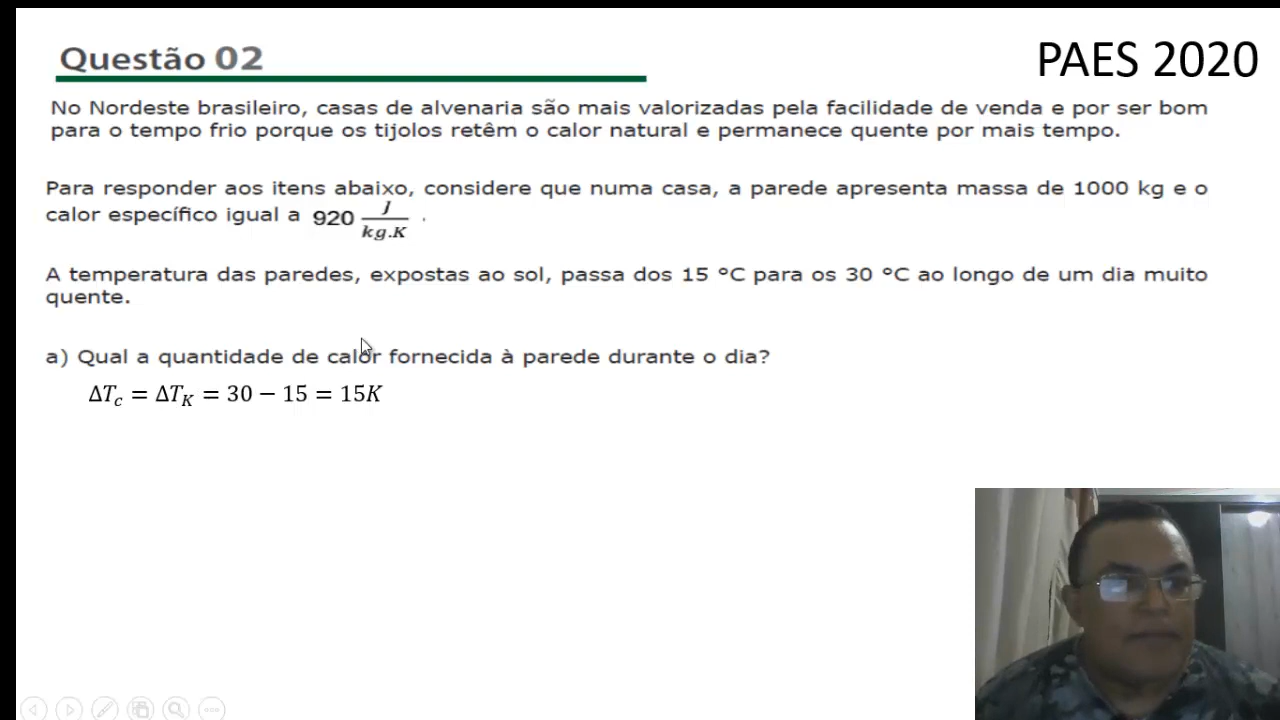 Questão 02
PAES 2020
No Nordeste brasileiro, casas de alvenaria são mais valorizadas pela facilidade de venda e por ser bom
para o tempo frio porque os tijolos retêm o calor natural e permanece quente por mais tempo.
Para responder aos itens abaixo, considere que numa casa, a parede apresenta massa de 1000 kg e o
calor específico igual a 920 J/kg.K .
A temperatura das paredes, expostas ao sol, passa dos 15 °C para os 30 °C ao longo de um dia muito
quente.
a) Qual a quantidade de calor fornecida à parede durante o dia?
ΔT_c = ΔT_K = 30 − 15 = 15K